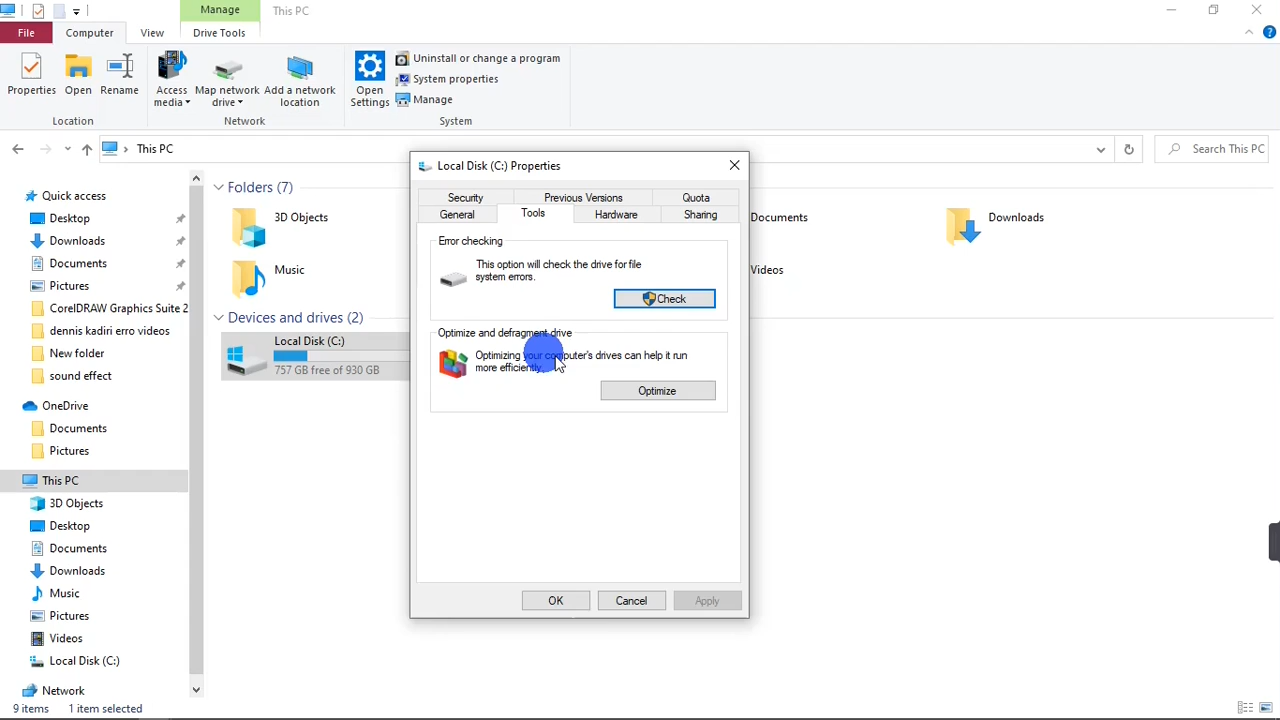 Manage
This PC
File
Computer
View
Drive Tools
Properties
Open
Rename
Location
Access media
Map network drive
Add a network location
Network
Open Settings
Uninstall or change a program
System properties
Manage
System
This PC
Search This PC
Quick access
Desktop
Downloads
Documents
Pictures
CorelDRAW Graphics Suite 2
dennis kadiri erro videos
New folder
sound effect
OneDrive
Documents
Pictures
This PC
3D Objects
Desktop
Documents
Downloads
Music
Pictures
Videos
Local Disk (C:)
Network
Folders (7)
3D Objects
Documents
Downloads
Music
Videos
Devices and drives (2)
Local Disk (C:)
757 GB free of 930 GB
Local Disk (C:) Properties
Security
Previous Versions
Quota
General
Tools
Hardware
Sharing
Error checking
This option will check the drive for file
system errors.
Check
Optimize and defragment drive
Optimizing your computer's drives can help it run
more efficiently.
Optimize
OK
Cancel
Apply
9 items
1 item selected